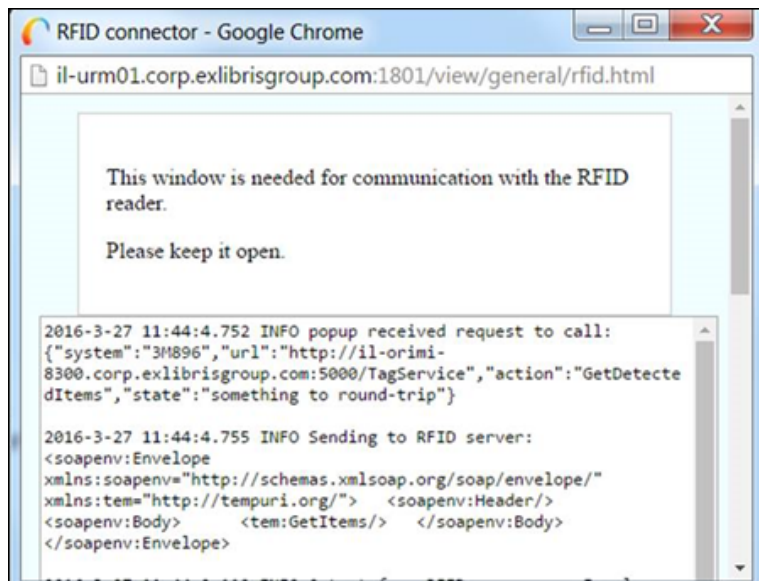 RFID connector - Google Chrome
il-urm01.corp.exlibrisgroup.com:1801/view/general/rfid.html
This window is needed for communication with the RFID
reader.
Please keep it open.
2016-3-27 11:44:4.752 INFO popup received request to call:
{"system":"3M896","url":"http://il-orimi-
8300.corp.exlibrisgroup.com:5000/TagService","action":"GetDetecte
dItems","state":"something to round-trip"}
2016-3-27 11:44:4.755 INFO Sending to RFID server:
<soapenv:Envelope
xmlns:soapenv="http://schemas.xmlsoap.org/soap/envelope/"
xmlns:tem="http://tempuri.org/"> <soapenv:Header/>
<soapenv:Body> <tem:GetItems/> </soapenv:Body>
</soapenv:Envelope>